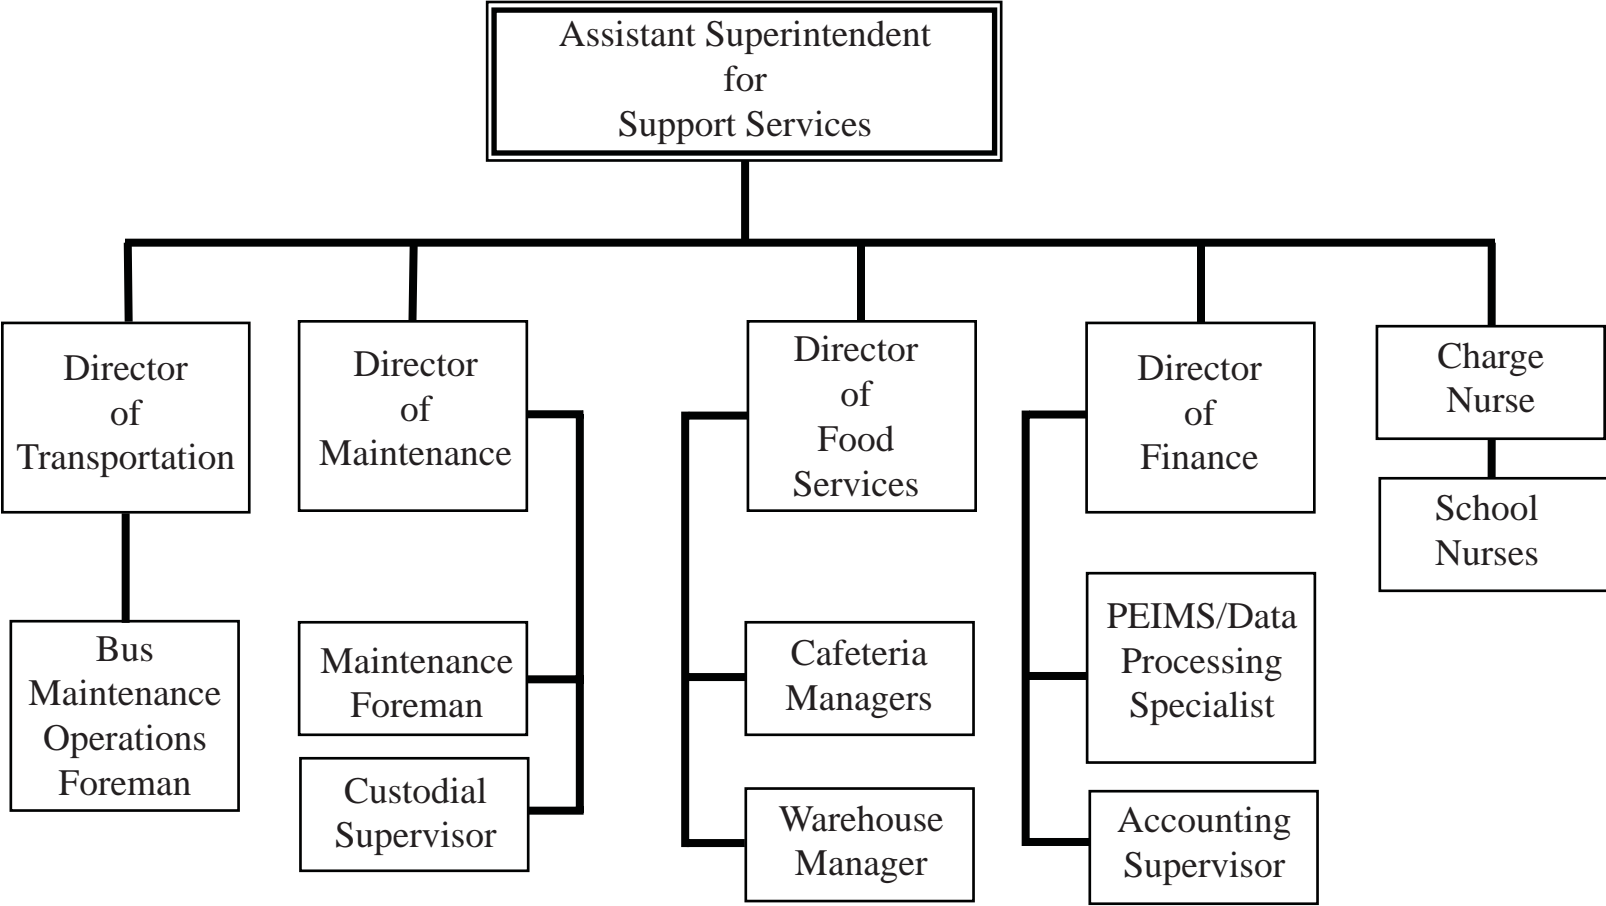 Assistant Superintendent
for
Support Services
Director
of
Transportation
Director
of
Maintenance
Director
of
Food
Services
Director
of
Finance
Charge
Nurse
School
Nurses
Bus
Maintenance
Operations
Foreman
Maintenance
Foreman
Custodial
Supervisor
Cafeteria
Managers
Warehouse
Manager
PEIMS/Data
Processing
Specialist
Accounting
Supervisor